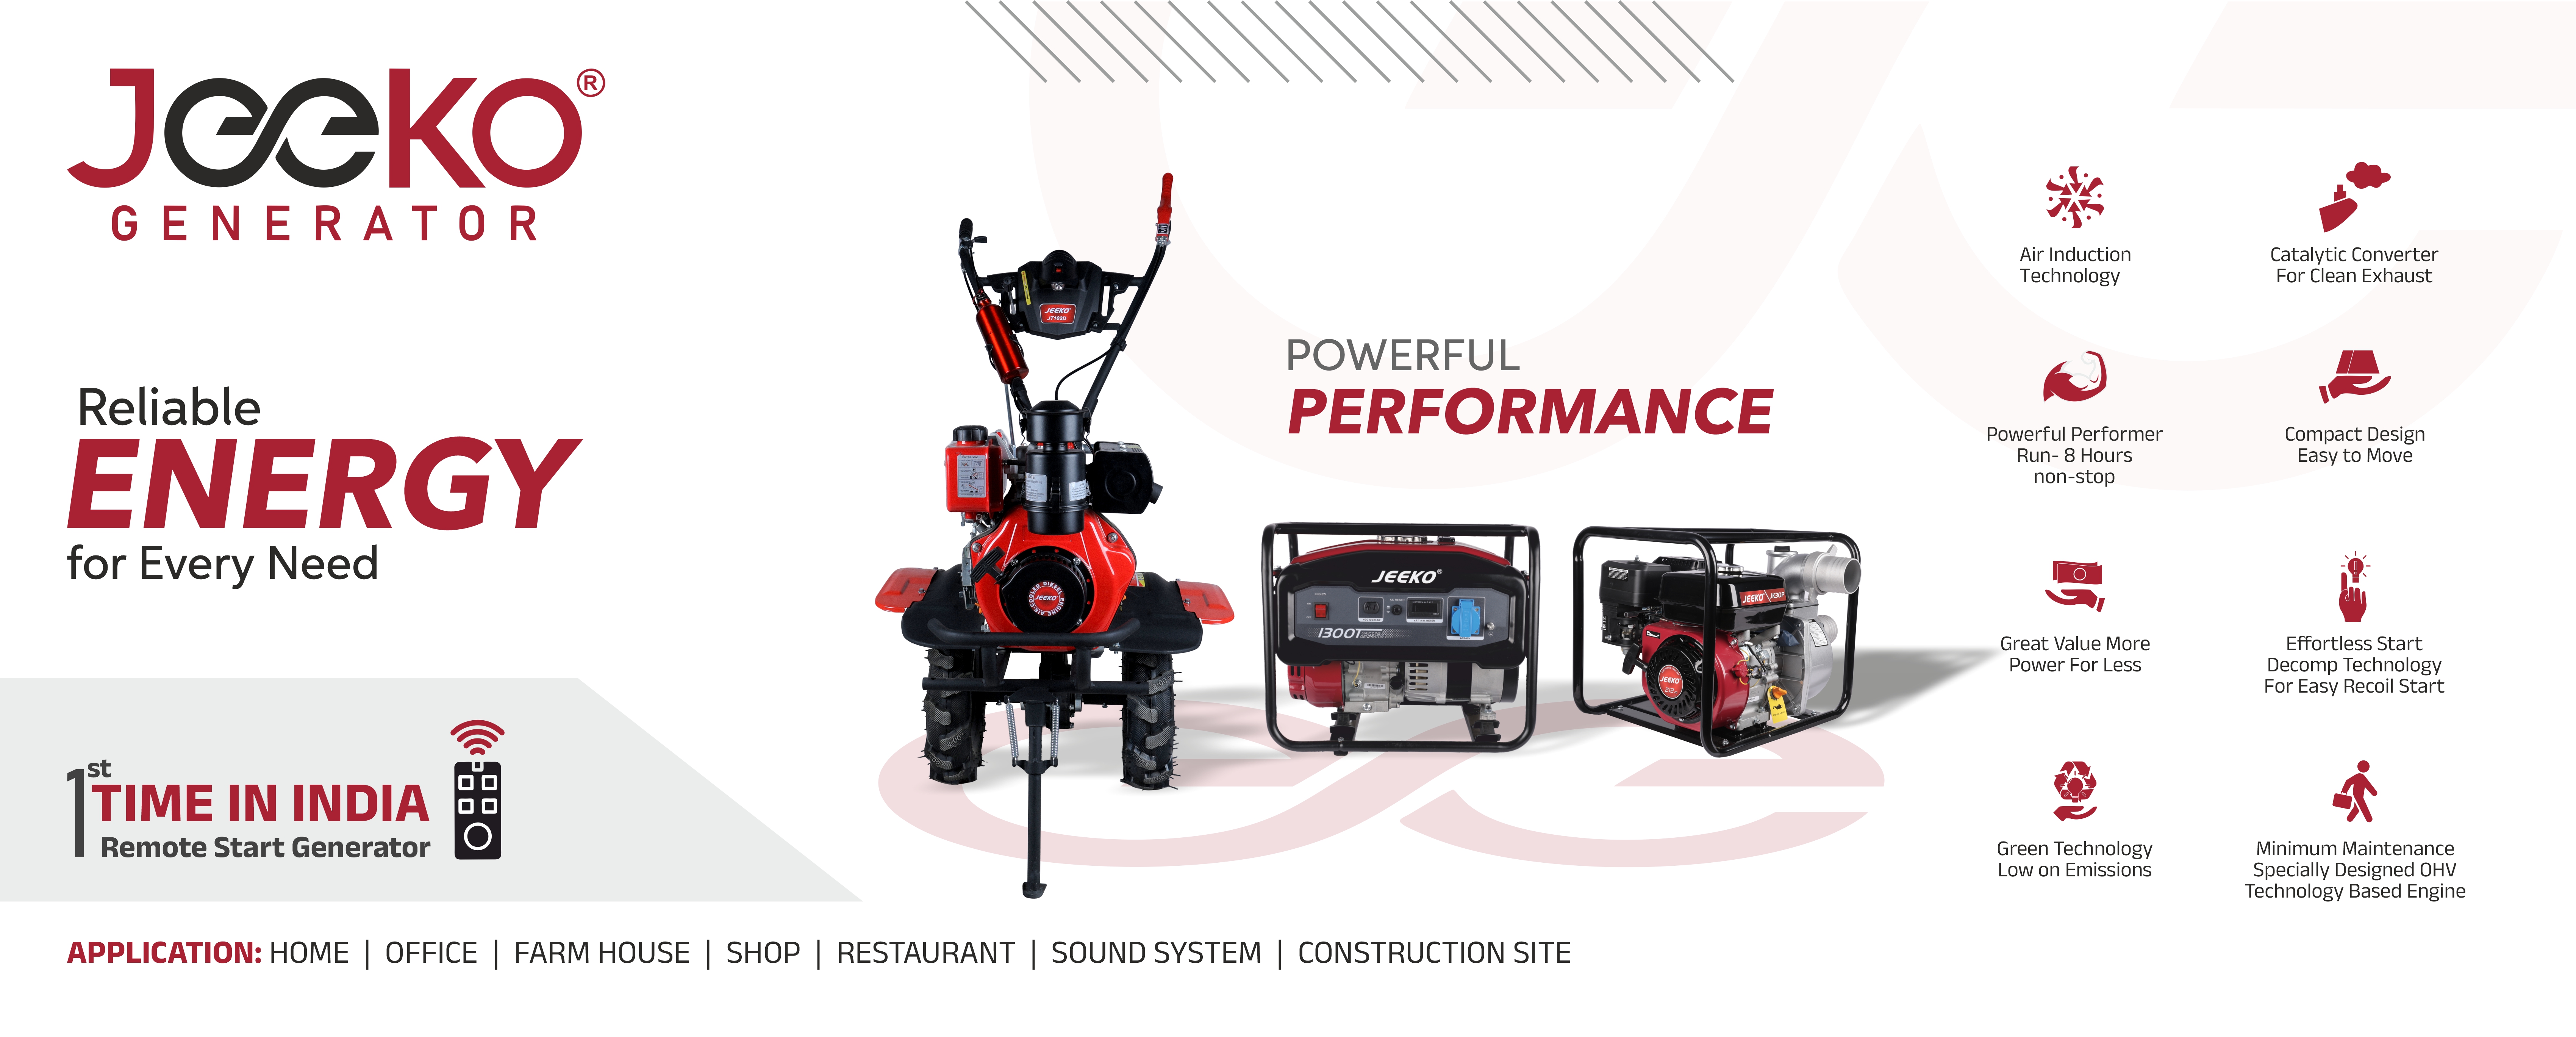 Jeeko®
GENERATOR
Reliable
ENERGY
for Every Need
1st
TIME IN INDIA
Remote Start Generator
JEEKO
JT102D
JEEKO
POWERFUL
PERFORMANCE
JEEKO®
1300T
JEEKO JK30P
JEEKO
Air Induction
Technology
Catalytic Converter
For Clean Exhaust
Powerful Performer
Run- 8 Hours
non-stop
Compact Design
Easy to Move
Great Value More
Power For Less
Effortless Start
Decomp Technology
For Easy Recoil Start
Green Technology
Low on Emissions
Minimum Maintenance
Specially Designed OHV
Technology Based Engine
APPLICATION: HOME | OFFICE | FARM HOUSE | SHOP | RESTAURANT | SOUND SYSTEM | CONSTRUCTION SITE